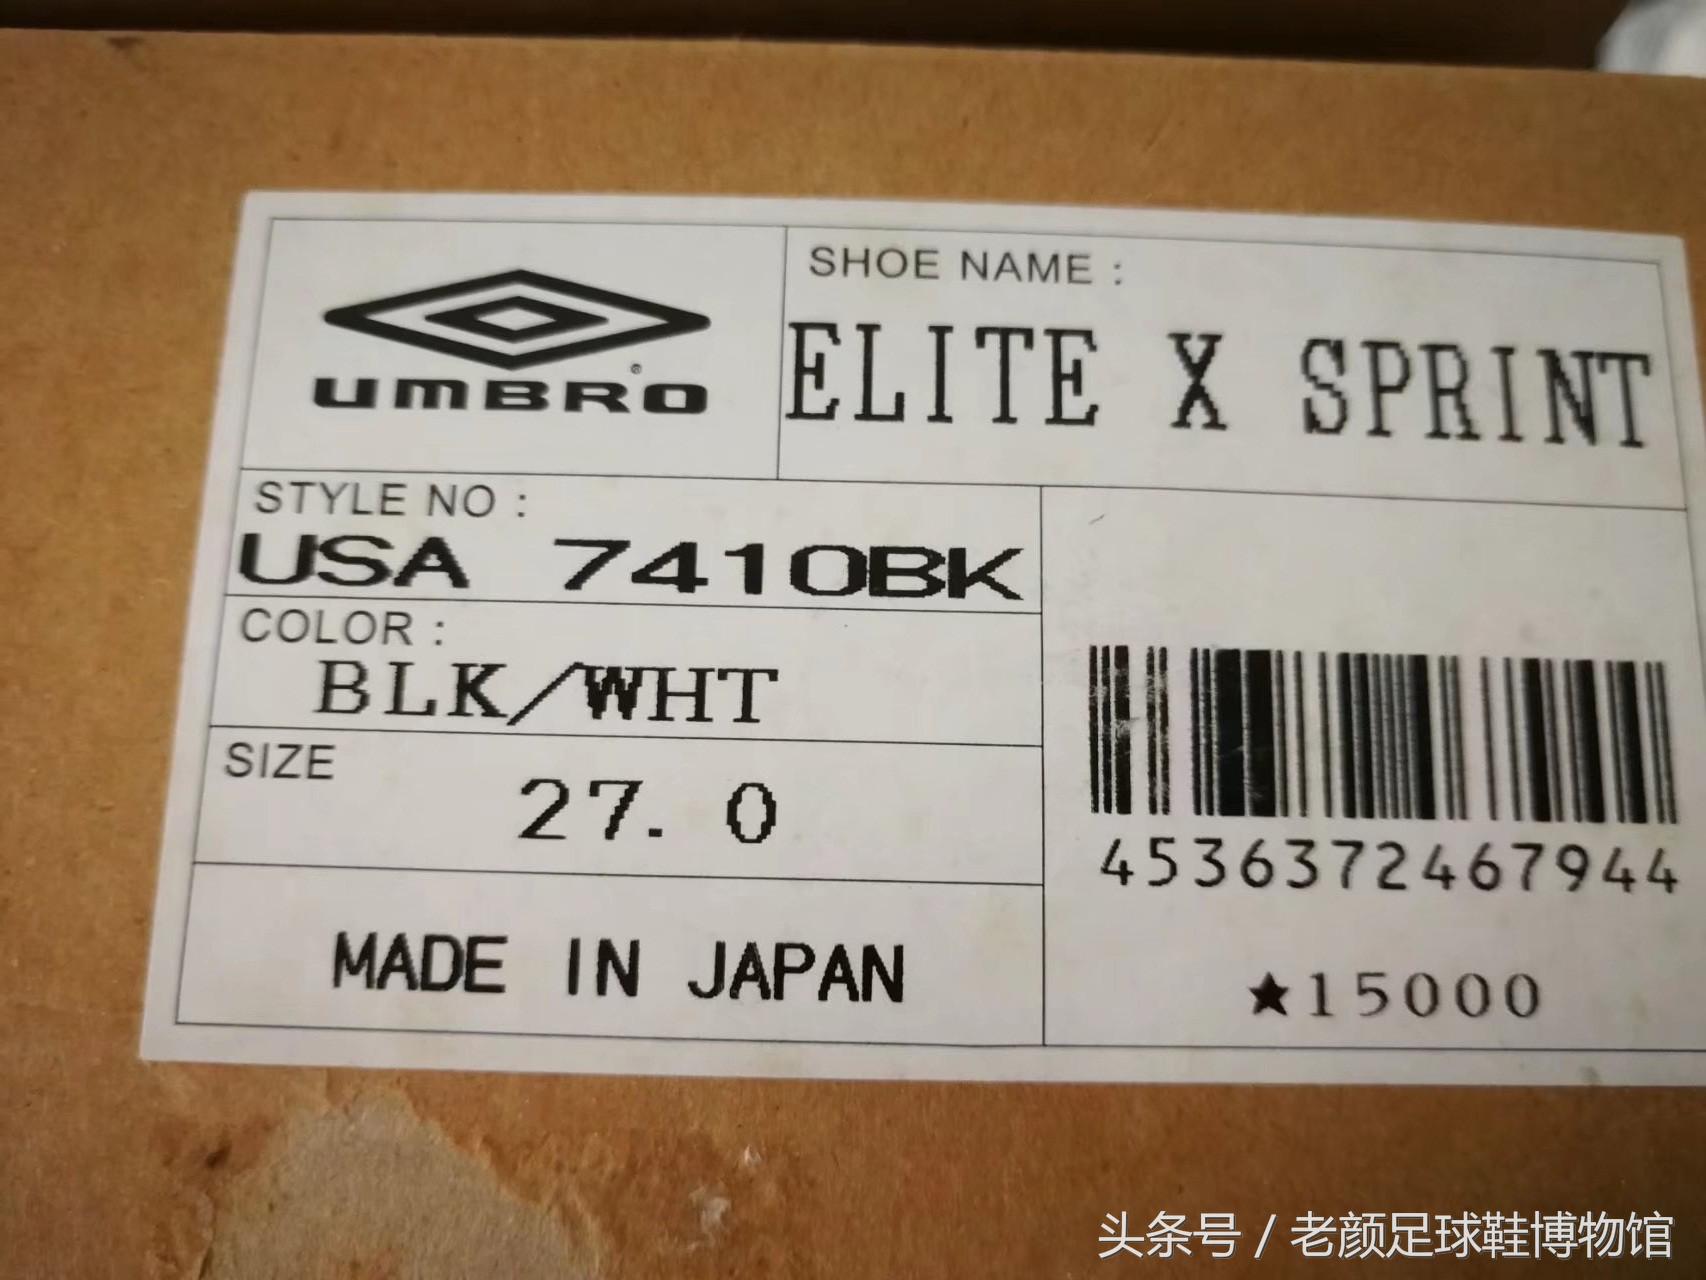 UMBRO®
SHOE NAME :
ELITE X SPRINT
STYLE NO :
USA 7410BK
COLOR :
BLK/WHT
SIZE
27.0
MADE IN JAPAN
4536372467944
★15000
头条号 / 老颜足球鞋博物馆